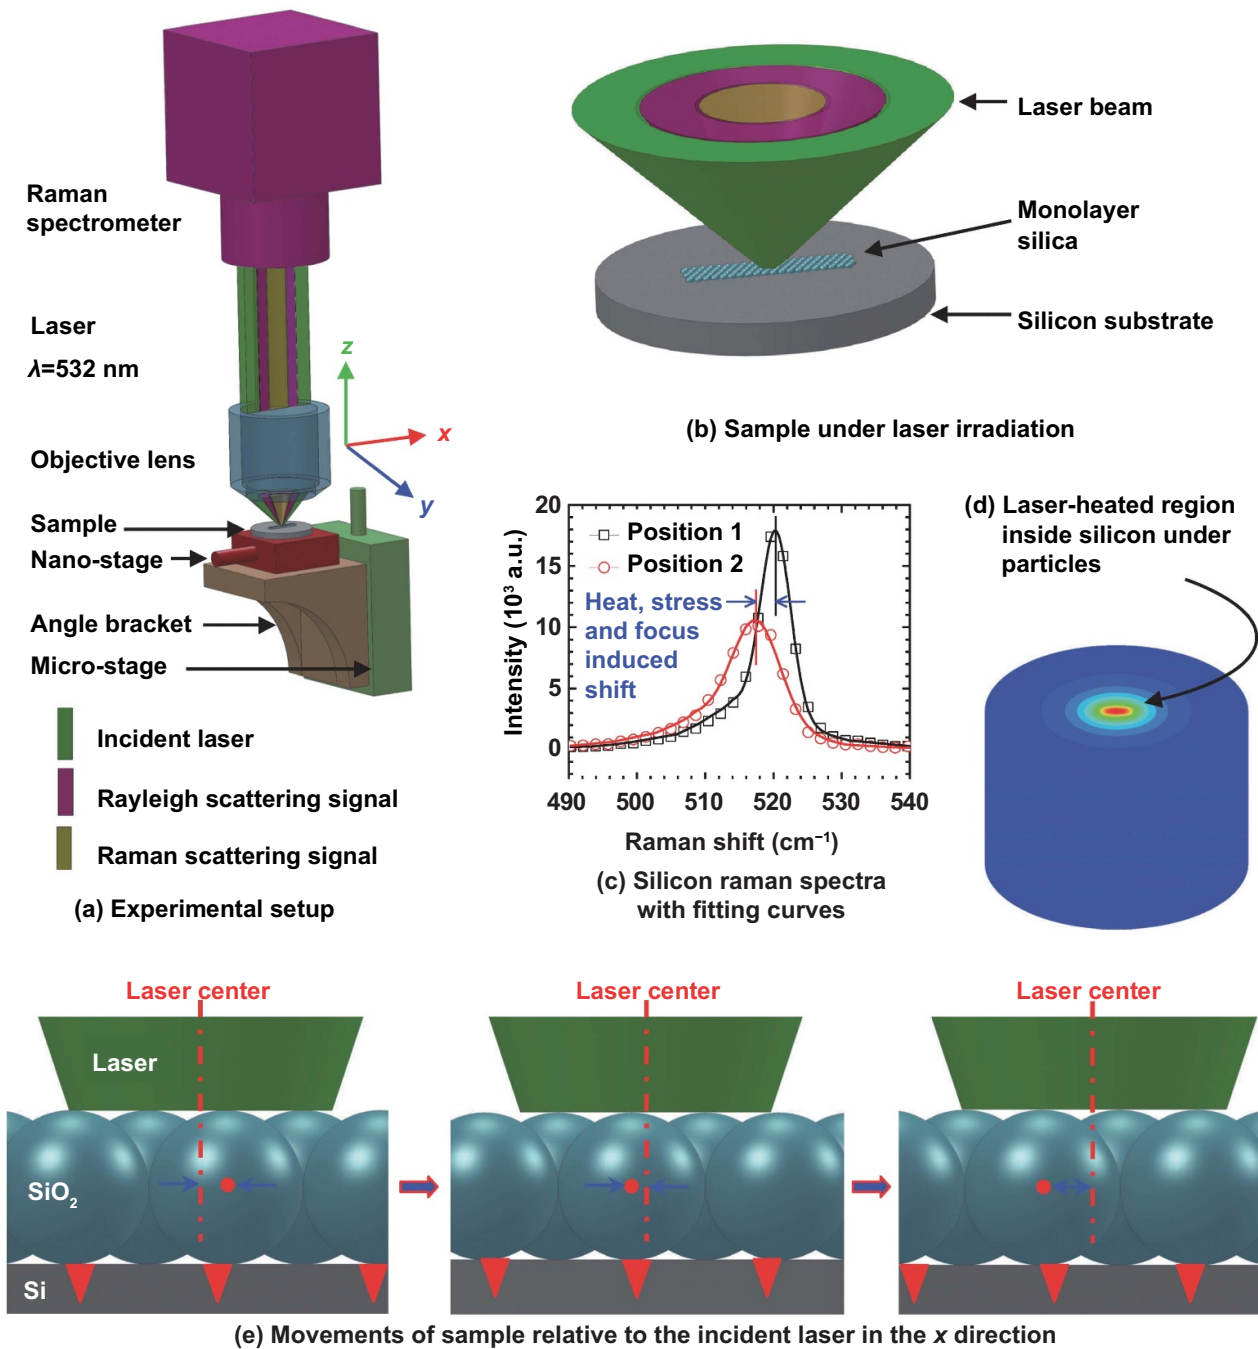 Raman
spectrometer
Laser
λ=532 nm
Objective lens
Sample
Nano-stage
Angle bracket
Micro-stage
z
x
y
Incident laser
Rayleigh scattering signal
Raman scattering signal
(a) Experimental setup
Laser beam
Monolayer
silica
Silicon substrate
(b) Sample under laser irradiation
Intensity (10³ a.u.)
20
15
10
5
0
Position 1
Position 2
Heat, stress
and focus
induced
shift
490 500 510 520 530 540
Raman shift (cm⁻¹)
(c) Silicon raman spectra
with fitting curves
(d) Laser-heated region
inside silicon under
particles
Laser center
Laser center
Laser center
Laser
SiO₂
Si
(e) Movements of sample relative to the incident laser in the x direction